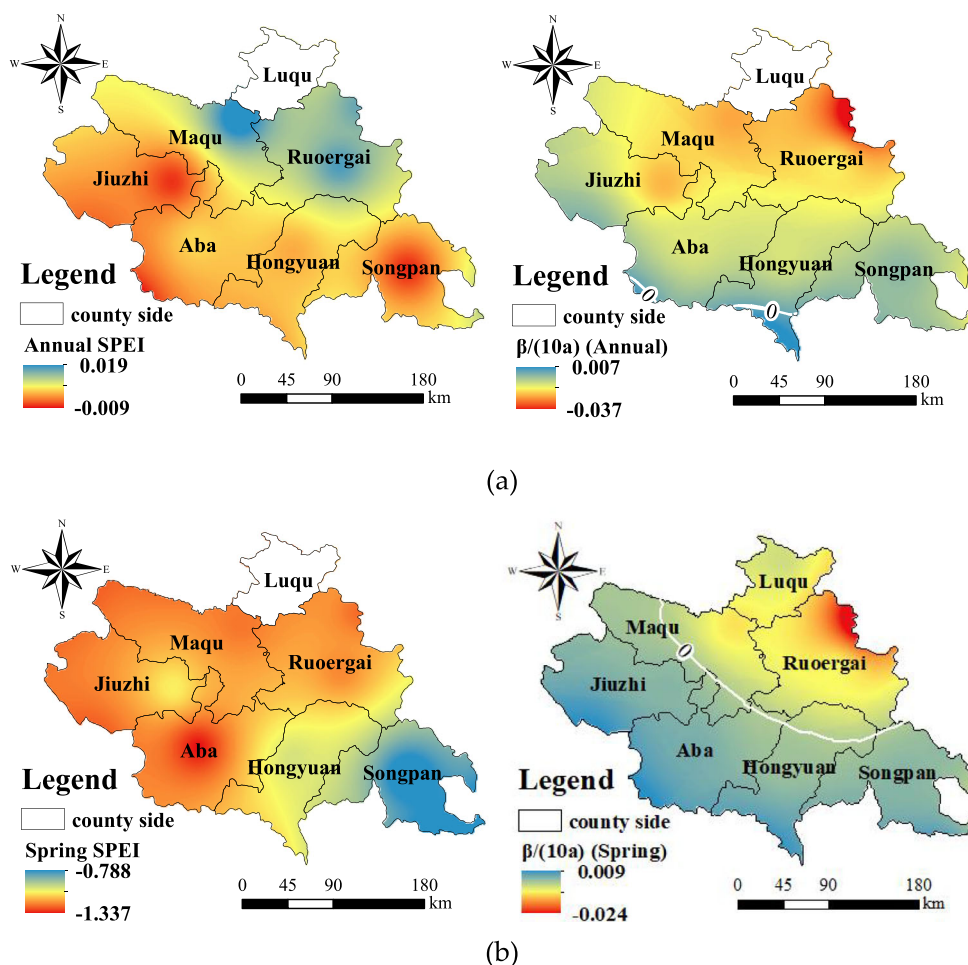 N
W E
S
Luqu
Maqu
Ruoergai
Jiuzhi
Aba
Hongyuan
Songpan
Legend
county side
Annual SPEI
0.019
-0.009
0 45 90 180
km
N
W E
S
Luqu
Maqu
Ruoergai
Jiuzhi
Aba
Hongyuan
Songpan
0
0
Legend
county side
β/(10a) (Annual)
0.007
-0.037
0 45 90 180
km
(a)
N
W E
S
Luqu
Maqu
Ruoergai
Jiuzhi
Aba
Hongyuan
Songpan
Legend
county side
Spring SPEI
-0.788
-1.337
0 45 90 180
km
N
W E
S
Luqu
Maqu
0
Ruoergai
Jiuzhi
Aba
Hongyuan
Songpan
Legend
county side
β/(10a) (Spring)
0.009
-0.024
0 45 90 180
km
(b)